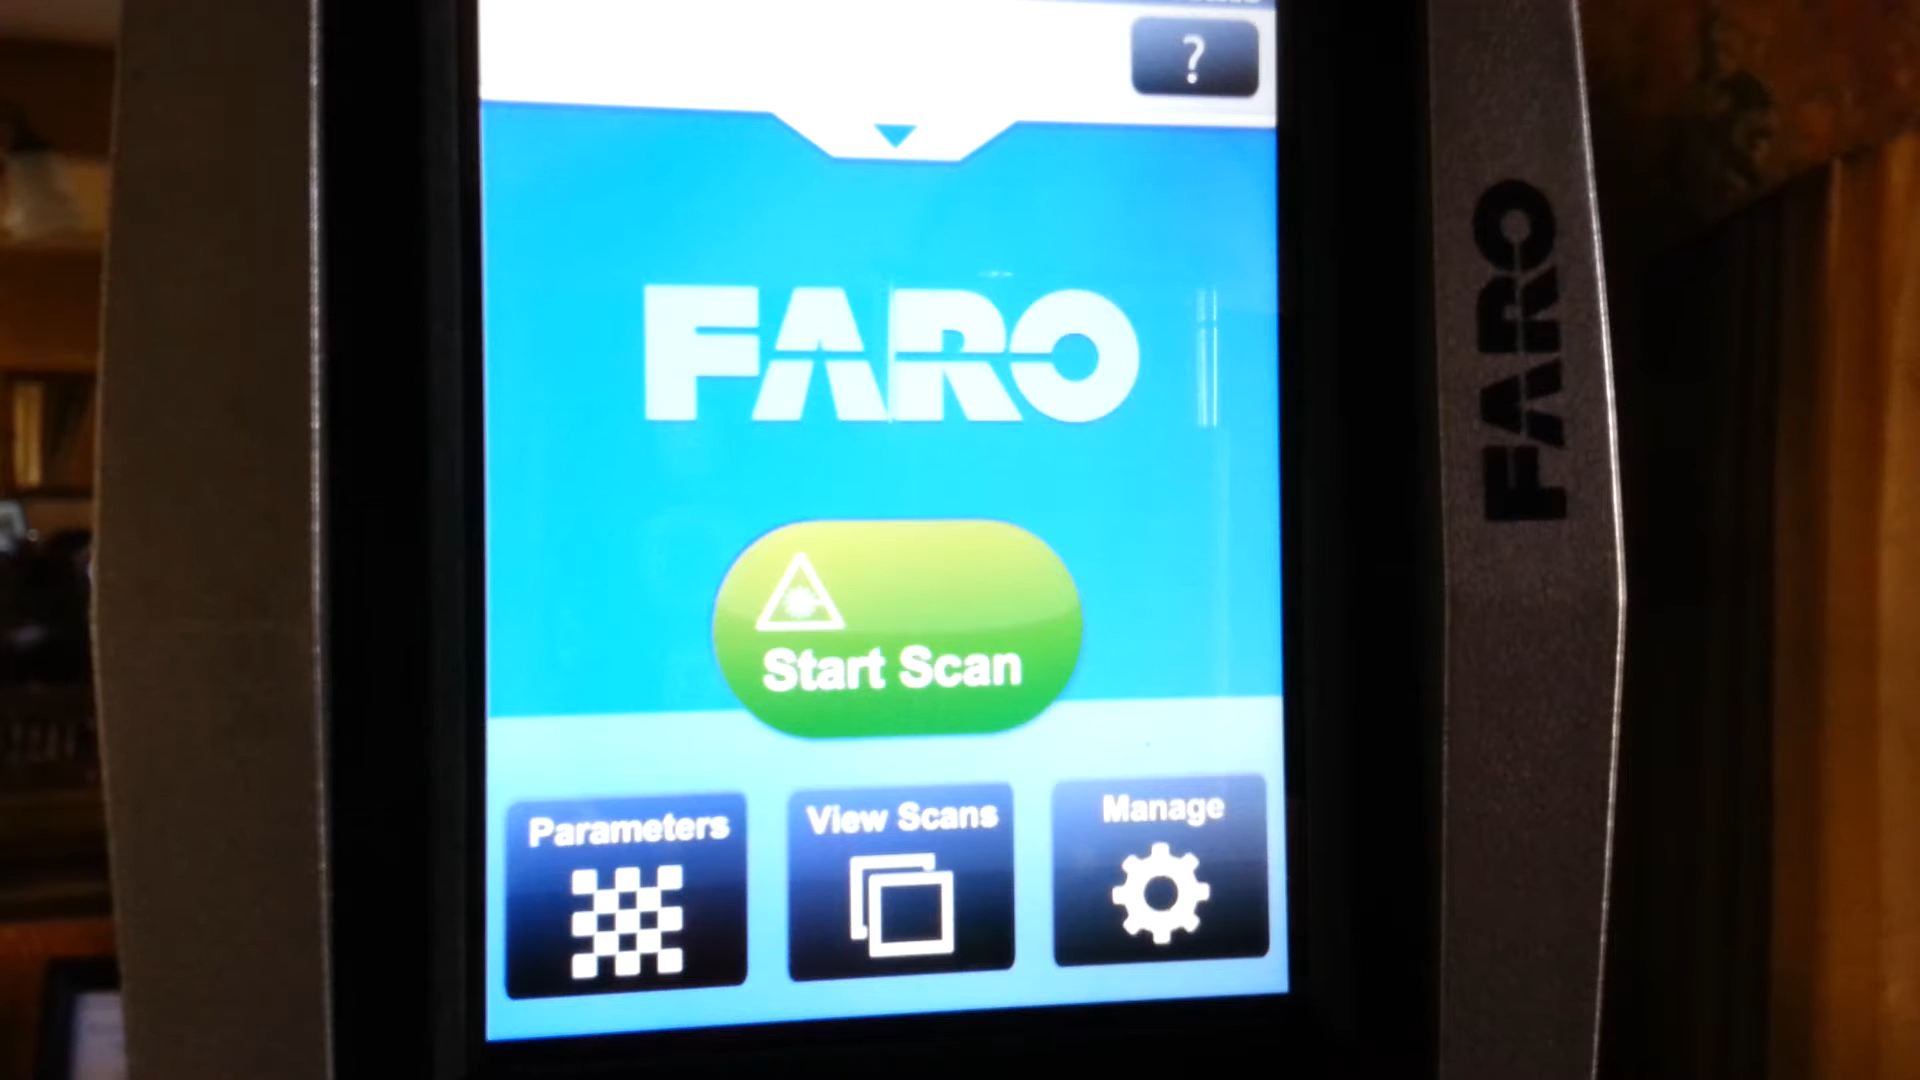 ?
FARO
Start Scan
Parameters
View Scans
Manage
FARO